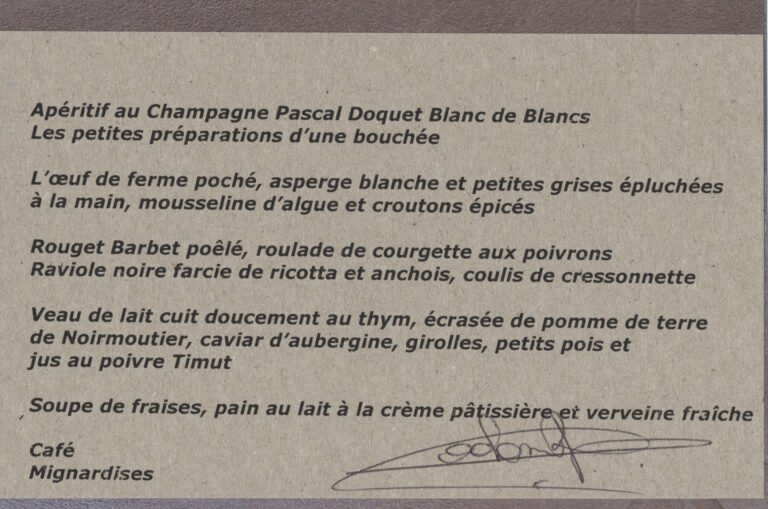 Apéritif au Champagne Pascal Doquet Blanc de Blancs
Les petites préparations d'une bouchée
L'œuf de ferme poché, asperge blanche et petites grises épluchées
à la main, mousseline d'algue et croutons épicés
Rouget Barbet poêlé, roulade de courgette aux poivrons
Raviole noire farcie de ricotta et anchois, coulis de cressonnette
Veau de lait cuit doucement au thym, écrasée de pomme de terre
de Noirmoutier, caviar d'aubergine, girolles, petits pois et
jus au poivre Timut
Soupe de fraises, pain au lait à la crème pâtissière et verveine fraîche
Café
Mignardises